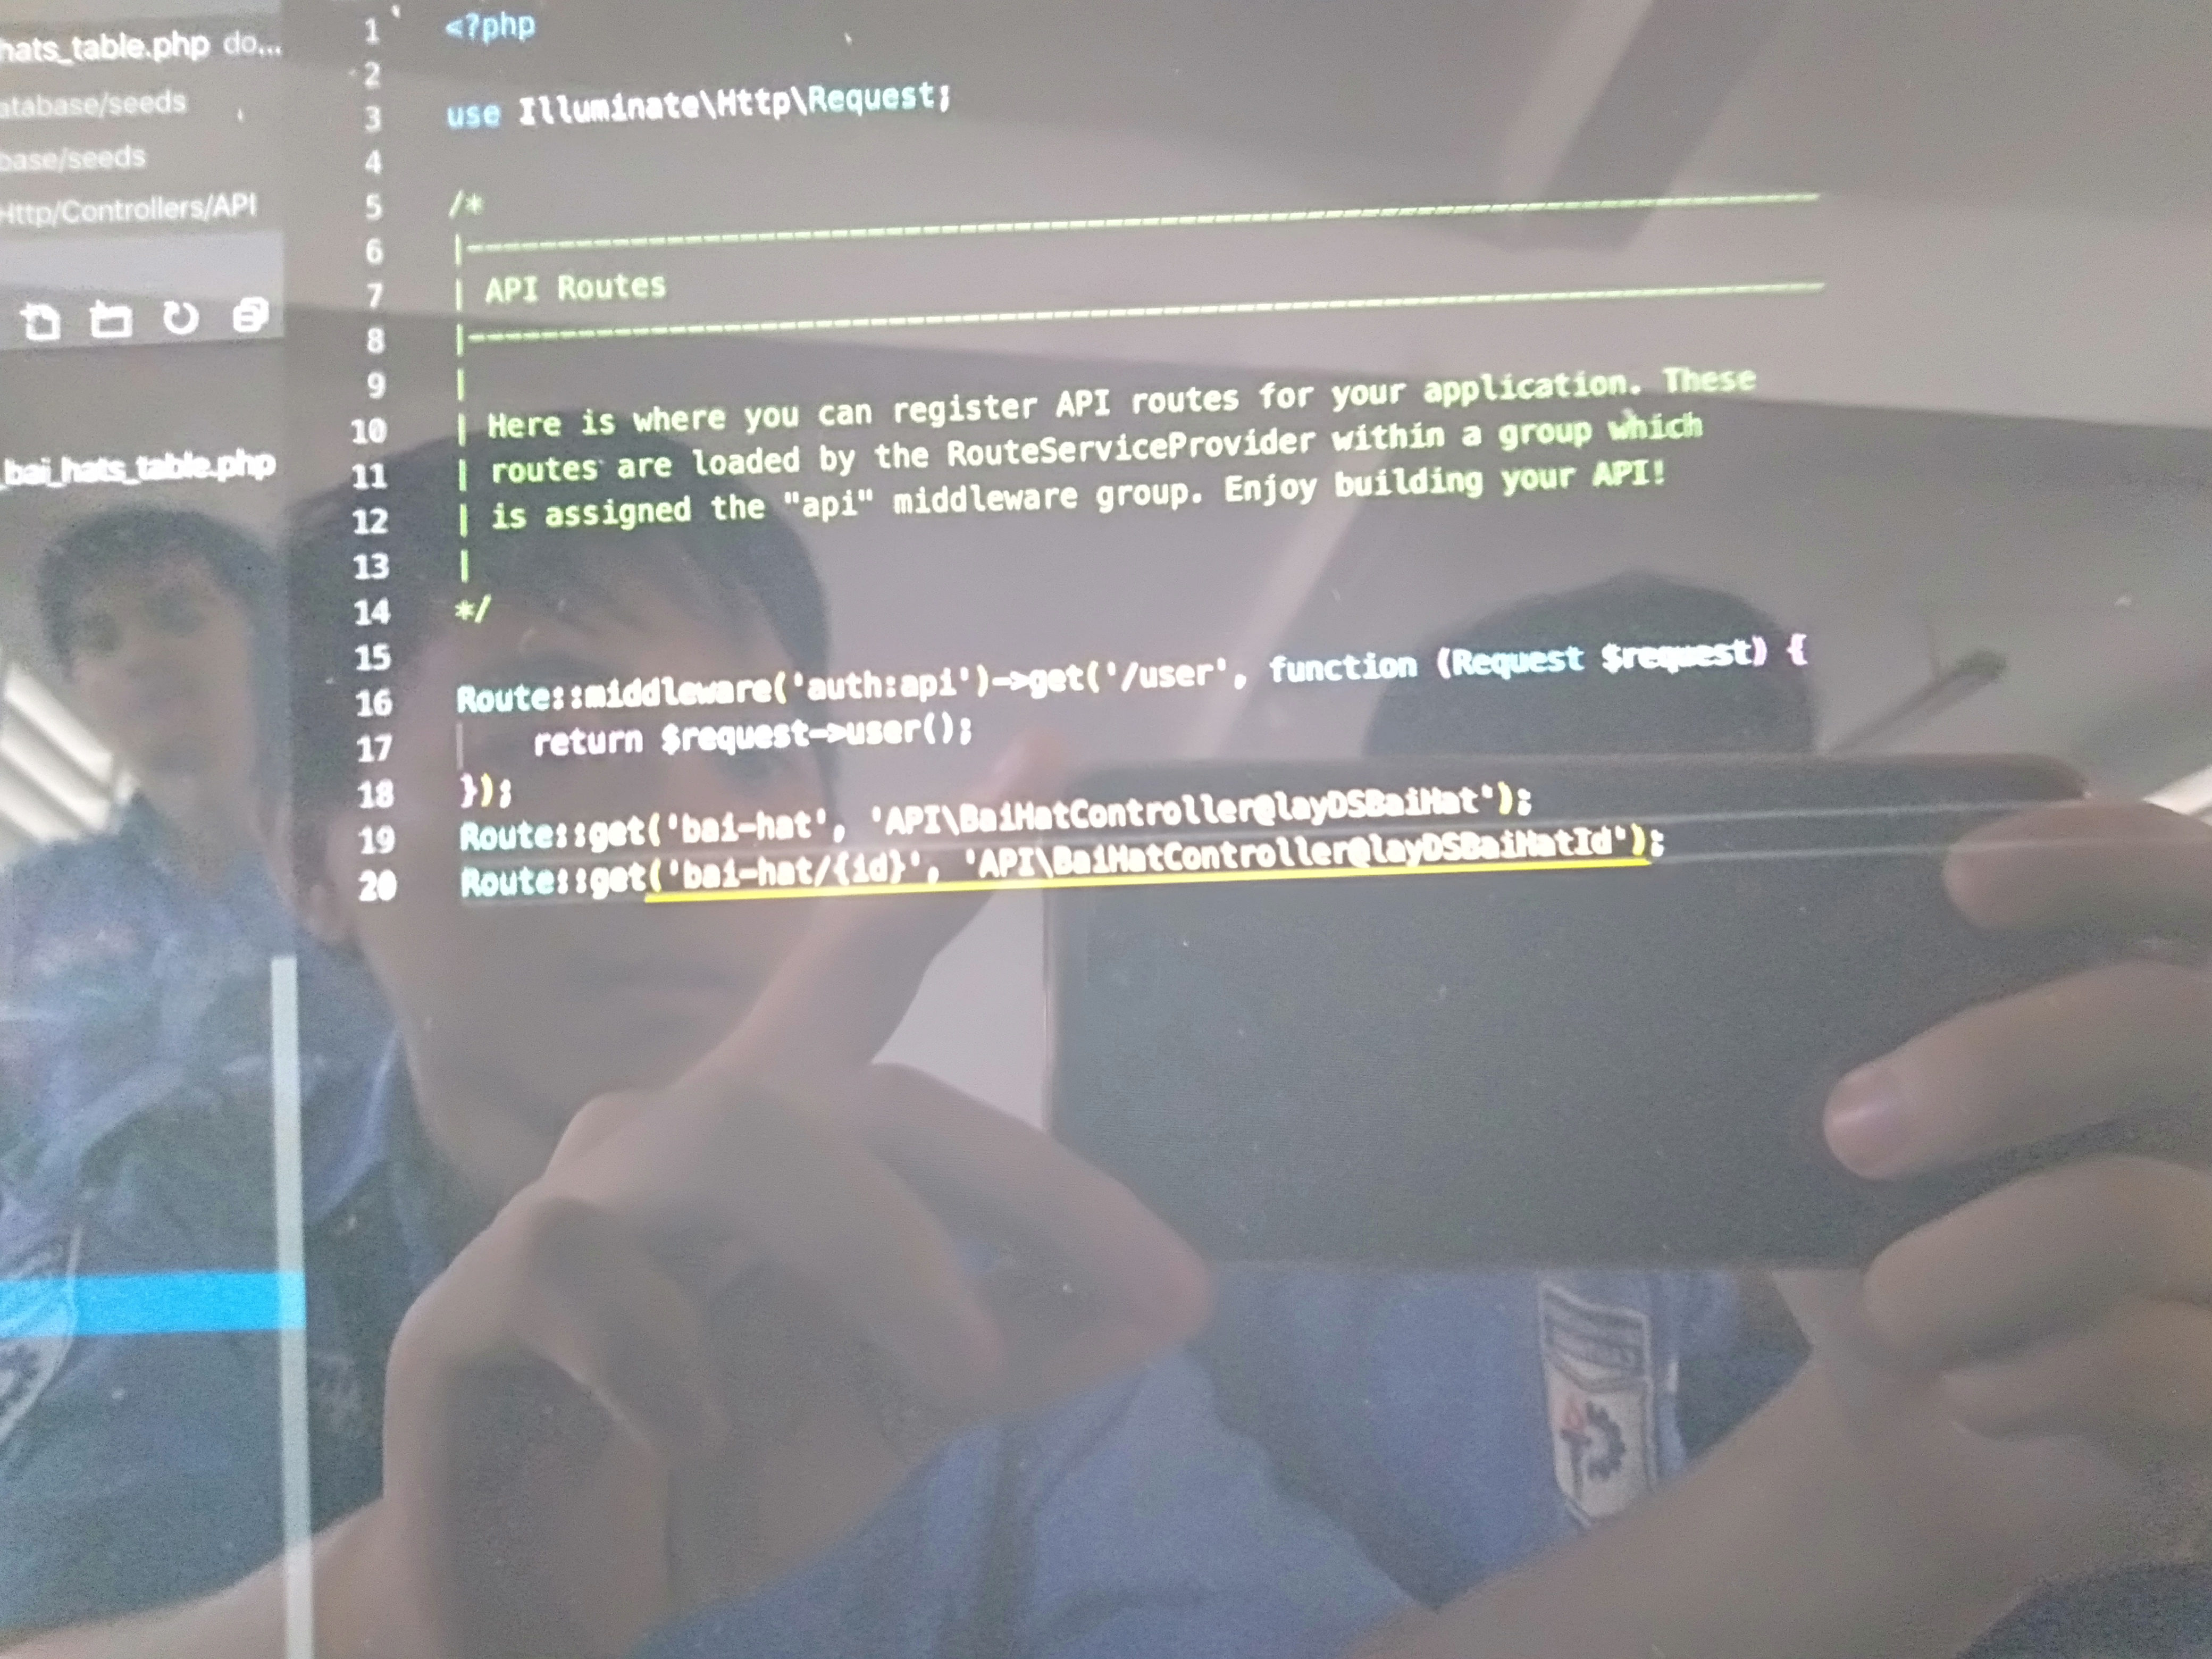 hats_table.php do...
atabase/seeds
base/seeds
Http/Controllers/API
_bai_hats_table.php
1 <?php
2
3 use Illuminate\Http\Request;
4
5 /*
6 |--------------------------------------------------------------------------
7 | API Routes
8 |--------------------------------------------------------------------------
9 |
10 | Here is where you can register API routes for your application. These
11 | routes are loaded by the RouteServiceProvider within a group which
12 | is assigned the "api" middleware group. Enjoy building your API!
13 |
14 */
15
16 Route::middleware('auth:api')->get('/user', function (Request $request) {
17 return $request->user();
18 });
19 Route::get('bai-hat', 'API\BaiHatController@layDSBaiHat');
20 Route::get('bai-hat/{id}', 'API\BaiHatController@layDSBaiHatId');